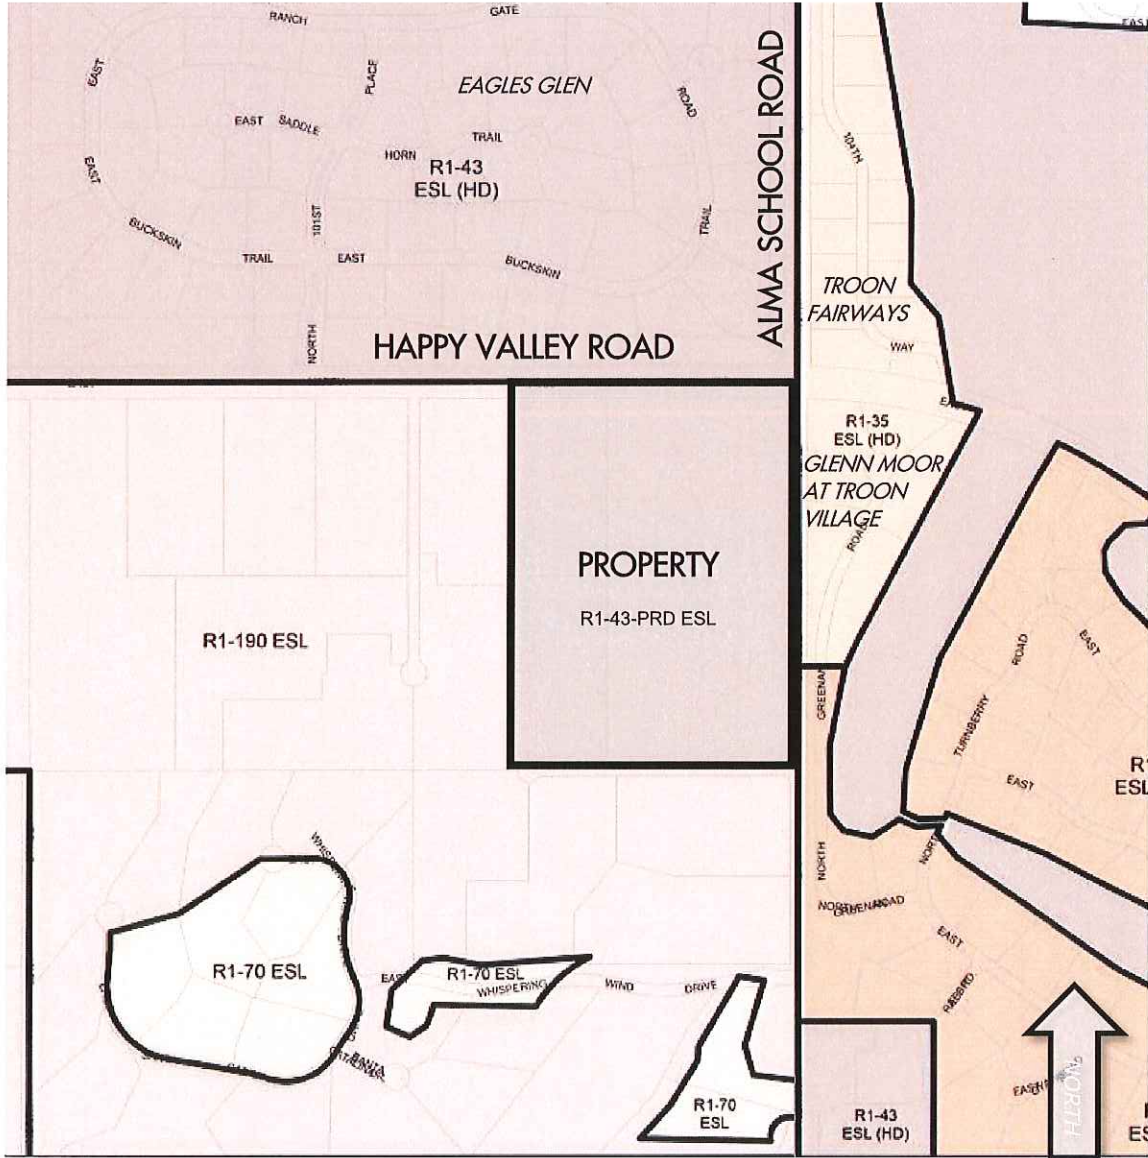 RANCH
GATE
EAST
PLACE
EAGLES GLEN
ROAD
ALMA SCHOOL ROAD
EAST
SADDLE
HORN
TRAIL
R1-43
ESL (HD)
EAST
BUCKSKIN
TRAIL
101ST
EAST
BUCKSKIN
TRAIL
NORTH
HAPPY VALLEY ROAD
104TH
TROON
FAIRWAYS
WAY
R1-35
ESL (HD)
GLENN MOOR
AT TROON
VILLAGE
ROAD
PROPERTY
R1-43-PRD ESL
R1-190 ESL
ROAD
EAST
TURNBERRY
EAST
NORTH
EAST
R1-70 ESL
EAST
R1-70 ESL
WHISPERING
WIND
DRIVE
SANTA
R1-70
ESL
R1-43
ESL (HD)
NORTH